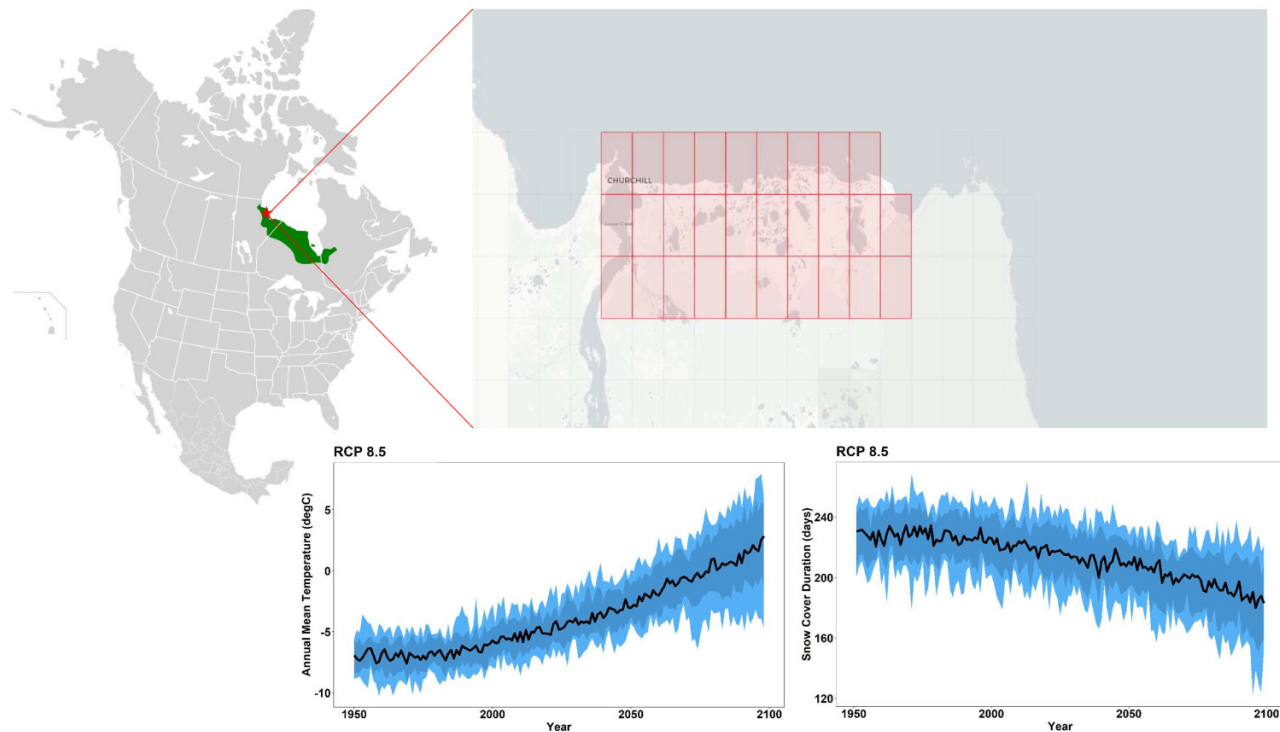 CHURCHILL
RCP 8.5
Annual Mean Temperature (degC)
5
0
-5
-10
1950
2000
2050
2100
Year
RCP 8.5
Snow Cover Duration (days)
240
200
160
120
1950
2000
2050
2100
Year